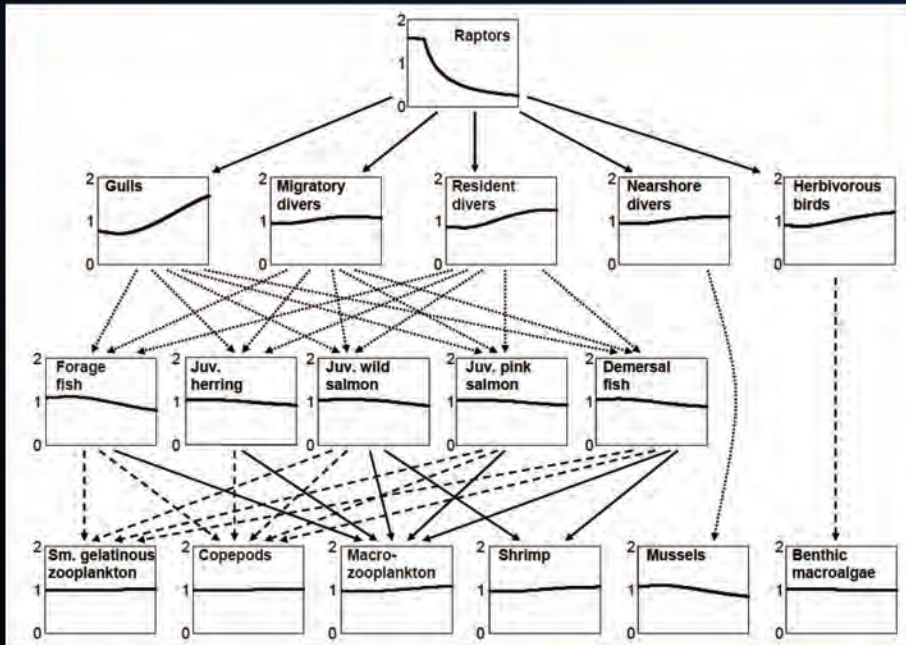 2
Raptors
1
0
2
Gulls
1
0
2
Migratory
divers
1
0
2
Resident
divers
1
0
2
Nearshore
divers
1
0
2
Herbivorous
birds
1
0
2
Forage
fish
1
0
2
Juv.
herring
1
0
2
Juv. wild
salmon
1
0
2
Juv. pink
salmon
1
0
2
Demersal
fish
1
0
2
Sm. gelatinous
zooplankton
1
0
2
Copepods
1
0
2
Macro-
zooplankton
1
0
2
Shrimp
1
0
2
Mussels
1
0
2
Benthic
macroalgae
1
0